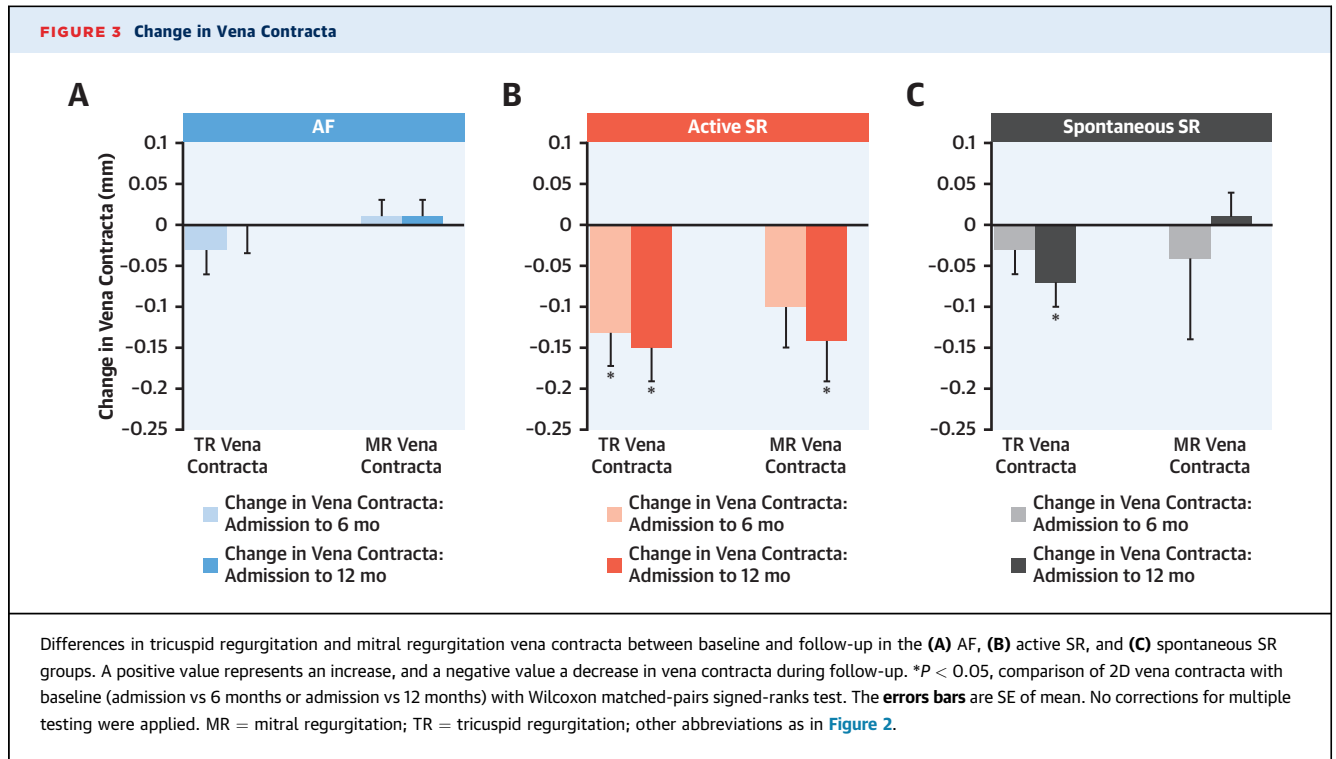 FIGURE 3 Change in Vena Contracta
A
AF
Change in Vena Contracta (mm)
0.1
0.05
0
−0.05
−0.1
−0.15
−0.2
−0.25
TR Vena
Contracta
MR Vena
Contracta
Change in Vena Contracta:
Admission to 6 mo
Change in Vena Contracta:
Admission to 12 mo
B
Active SR
0.1
0.05
0
−0.05
−0.1
−0.15
−0.2
−0.25
*
*
*
TR Vena
Contracta
MR Vena
Contracta
Change in Vena Contracta:
Admission to 6 mo
Change in Vena Contracta:
Admission to 12 mo
C
Spontaneous SR
0.1
0.05
0
−0.05
−0.1
−0.15
−0.2
−0.25
*
TR Vena
Contracta
MR Vena
Contracta
Change in Vena Contracta:
Admission to 6 mo
Change in Vena Contracta:
Admission to 12 mo
Differences in tricuspid regurgitation and mitral regurgitation vena contracta between baseline and follow-up in the (A) AF, (B) active SR, and (C) spontaneous SR
groups. A positive value represents an increase, and a negative value a decrease in vena contracta during follow-up. *P < 0.05, comparison of 2D vena contracta with
baseline (admission vs 6 months or admission vs 12 months) with Wilcoxon matched-pairs signed-ranks test. The errors bars are SE of mean. No corrections for multiple
testing were applied. MR = mitral regurgitation; TR = tricuspid regurgitation; other abbreviations as in Figure 2.